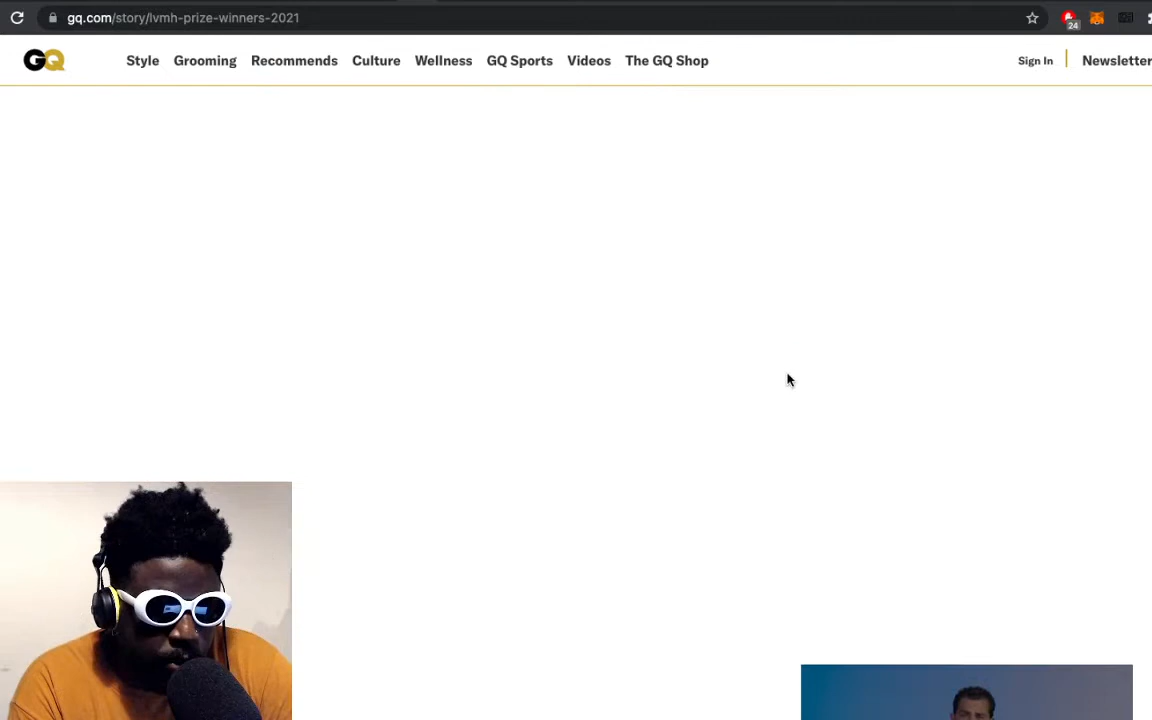 gq.com/story/lvmh-prize-winners-2021
24
GQ Style Grooming Recommends Culture Wellness GQ Sports Videos The GQ Shop Sign In Newsletter